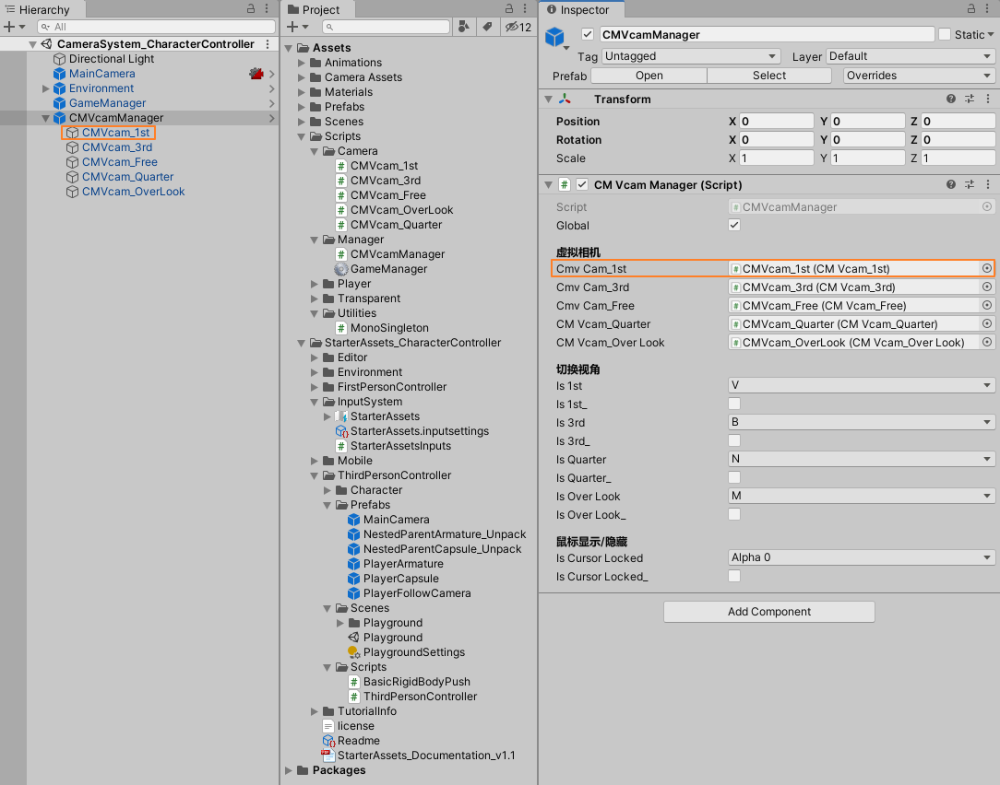 Hierarchy
All
CameraSystem_CharacterController
Directional Light
MainCamera
Environment
GameManager
CMVcamManager
CMVcam_1st
CMVcam_3rd
CMVcam_Free
CMVcam_Quarter
CMVcam_OverLook
Project
12
Assets
Animations
Camera Assets
Materials
Prefabs
Scenes
Scripts
Camera
CMVcam_1st
CMVcam_3rd
CMVcam_Free
CMVcam_OverLook
CMVcam_Quarter
Manager
CMVcamManager
GameManager
Player
Transparent
Utilities
MonoSingleton
StarterAssets_CharacterController
Editor
Environment
FirstPersonController
InputSystem
StarterAssets
StarterAssets.inputsettings
StarterAssetsInputs
Mobile
ThirdPersonController
Character
Prefabs
MainCamera
NestedParentArmature_Unpack
NestedParentCapsule_Unpack
PlayerArmature
PlayerCapsule
PlayerFollowCamera
Scenes
Playground
Playground
PlaygroundSettings
Scripts
BasicRigidBodyPush
ThirdPersonController
TutorialInfo
license
Readme
StarterAssets_Documentation_v1.1
Packages
Inspector
CMVcamManager Static
Tag Untagged Layer Default
Prefab Open Select Overrides
Transform
Position X 0 Y 0 Z 0
Rotation X 0 Y 0 Z 0
Scale X 1 Y 1 Z 1
# CM Vcam Manager (Script)
Script # CMVcamManager
Global
虚拟相机
Cmv Cam_1st # CMVcam_1st (CM Vcam_1st)
Cmv Cam_3rd # CMVcam_3rd (CM Vcam_3rd)
Cmv Cam_Free # CMVcam_Free (CM Vcam_Free)
CM Vcam_Quarter # CMVcam_Quarter (CM Vcam_Quarter)
CM Vcam_Over Look # CMVcam_OverLook (CM Vcam_Over Look)
切换视角
Is 1st V
Is 1st_
Is 3rd B
Is 3rd_
Is Quarter N
Is Quarter_
Is Over Look M
Is Over Look_
鼠标显示/隐藏
Is Cursor Locked Alpha 0
Is Cursor Locked_
Add Component